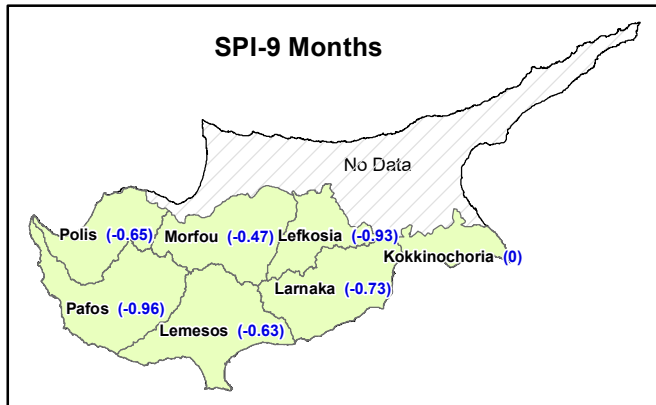 SPI-9 Months
No Data
Polis (-0.65)
Morfou (-0.47)
Lefkosia (-0.93)
Kokkinochoria (0)
Larnaka (-0.73)
Pafos (-0.96)
Lemesos (-0.63)